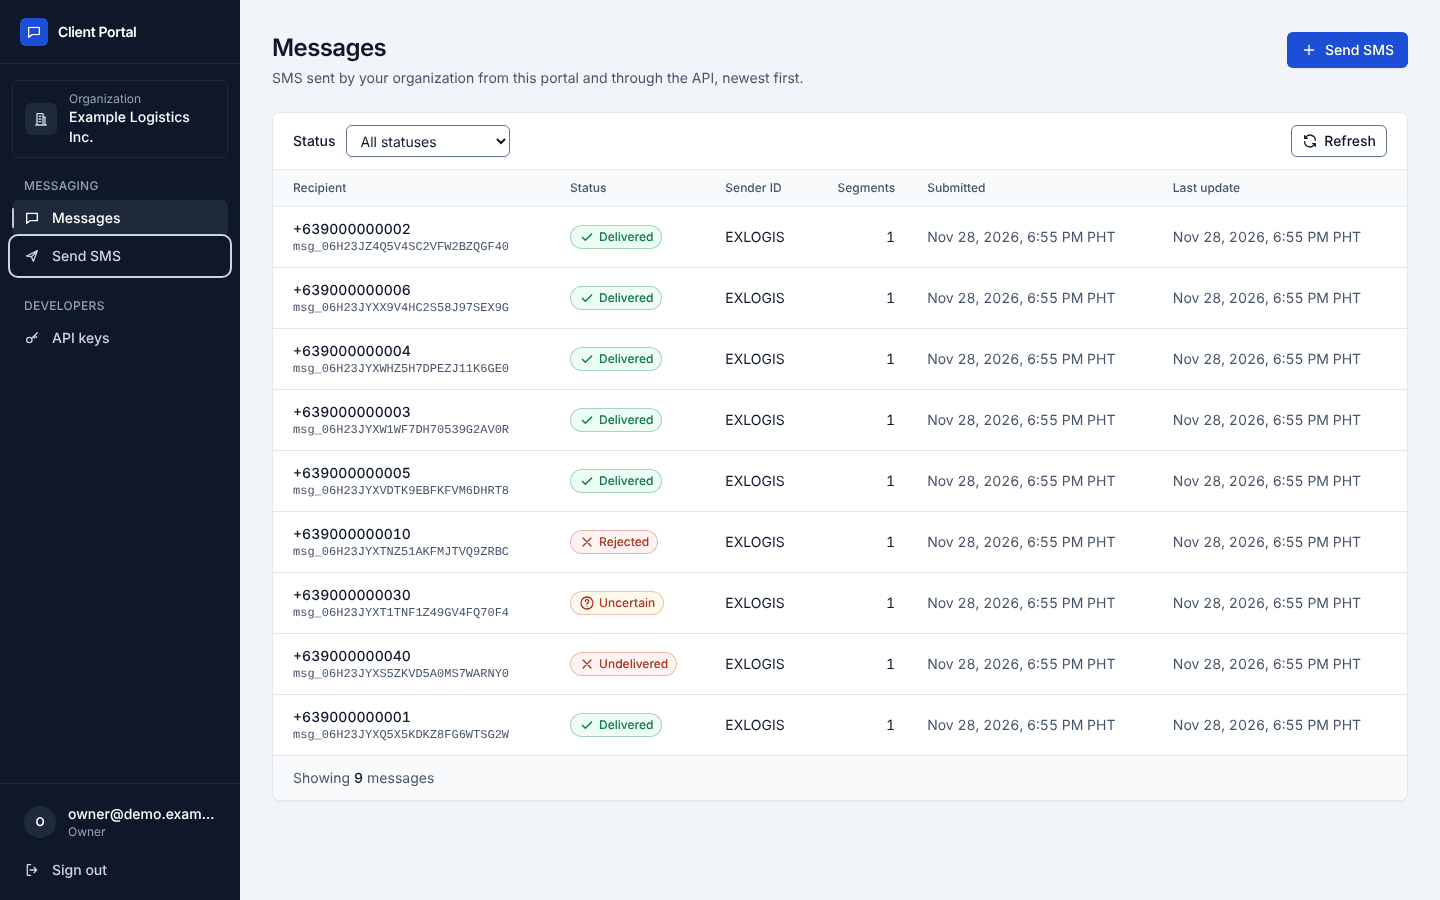 Client Portal
Organization
Example Logistics
Inc.
MESSAGING
Messages
Send SMS
DEVELOPERS
API keys
O
owner@demo.exam...
Owner
Sign out
Messages
SMS sent by your organization from this portal and through the API, newest first.
Send SMS
Status All statuses Refresh
Recipient Status Sender ID Segments Submitted Last update
+639000000002
msg_06H23JZ4Q5V4SC2VFW2BZQGF40
Delivered EXLOGIS 1 Nov 28, 2026, 6:55 PM PHT Nov 28, 2026, 6:55 PM PHT
+639000000006
msg_06H23JYXX9V4HC2S58J97SEX9G
Delivered EXLOGIS 1 Nov 28, 2026, 6:55 PM PHT Nov 28, 2026, 6:55 PM PHT
+639000000004
msg_06H23JYXWHZ5H7DPEZJ11K6GE0
Delivered EXLOGIS 1 Nov 28, 2026, 6:55 PM PHT Nov 28, 2026, 6:55 PM PHT
+639000000003
msg_06H23JYXW1WF7DH70539G2AV0R
Delivered EXLOGIS 1 Nov 28, 2026, 6:55 PM PHT Nov 28, 2026, 6:55 PM PHT
+639000000005
msg_06H23JYXVDTK9EBFKFVM6DHRT8
Delivered EXLOGIS 1 Nov 28, 2026, 6:55 PM PHT Nov 28, 2026, 6:55 PM PHT
+639000000010
msg_06H23JYXTNZ51AKFMJTVQ9ZRBC
Rejected EXLOGIS 1 Nov 28, 2026, 6:55 PM PHT Nov 28, 2026, 6:55 PM PHT
+639000000030
msg_06H23JYXT1TNF1Z49GV4FQ70F4
Uncertain EXLOGIS 1 Nov 28, 2026, 6:55 PM PHT Nov 28, 2026, 6:55 PM PHT
+639000000040
msg_06H23JYXS5ZKVD5A0MS7WARNY0
Undelivered EXLOGIS 1 Nov 28, 2026, 6:55 PM PHT Nov 28, 2026, 6:55 PM PHT
+639000000001
msg_06H23JYXQ5X5KDKZ8FG6WTSG2W
Delivered EXLOGIS 1 Nov 28, 2026, 6:55 PM PHT Nov 28, 2026, 6:55 PM PHT
Showing 9 messages